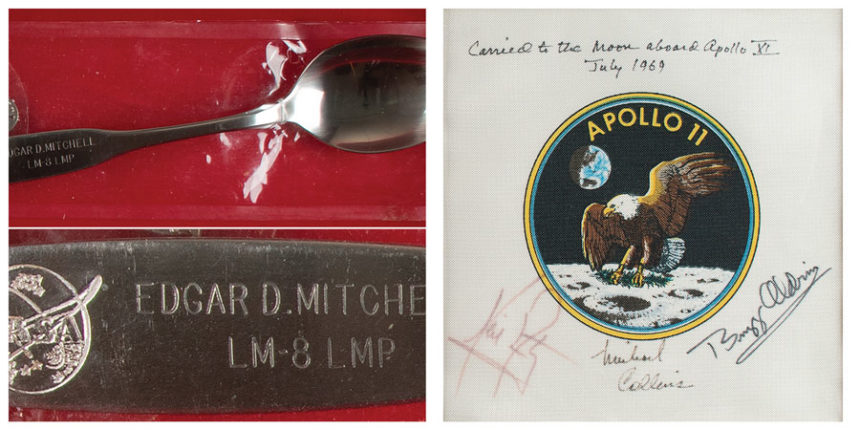 EDGAR D. MITCHELL
LM-8 LMP
EDGAR D. MITCHE
LM-8 LMP
Carried to the Moon aboard Apollo XI
July 1969
APOLLO 11
Buzz Aldrin
Michael
Collins